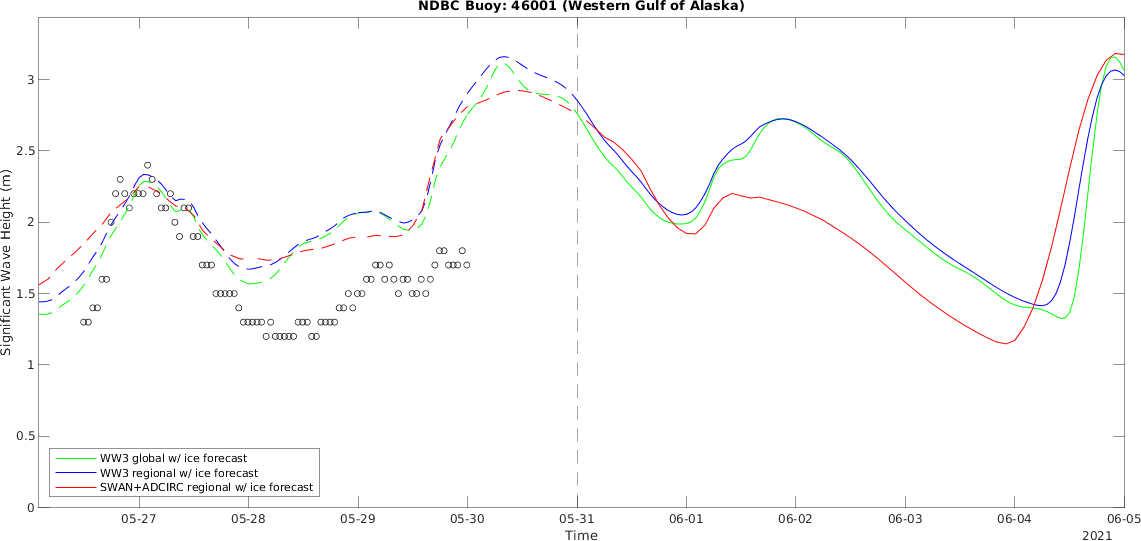 NDBC Buoy: 46001 (Western Gulf of Alaska)
Significant Wave Height (m)
3
2.5
2
1.5
1
0.5
0
WW3 global w/ ice forecast
WW3 regional w/ ice forecast
SWAN+ADCIRC regional w/ ice forecast
05-27 05-28 05-29 05-30 05-31 06-01 06-02 06-03 06-04 06-05
Time
2021